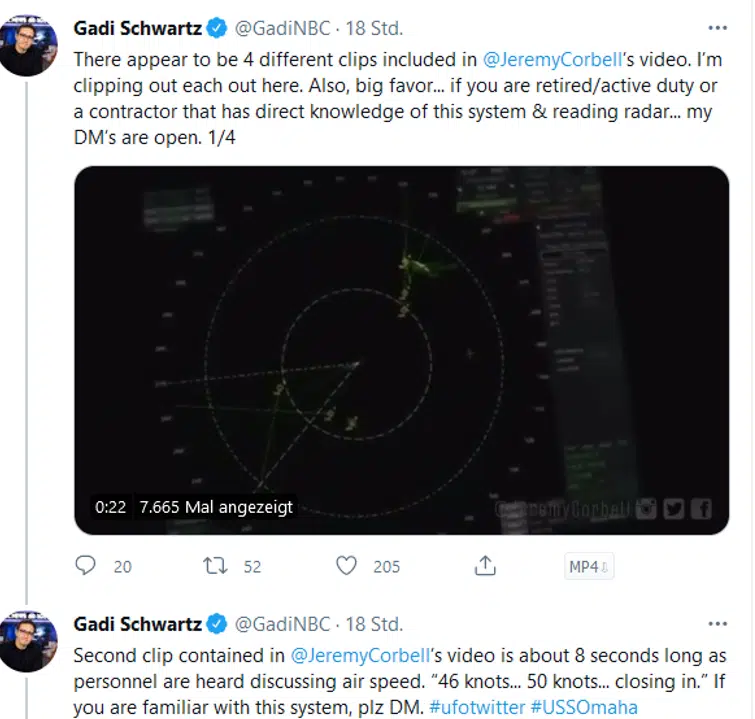 Gadi Schwartz @GadiNBC · 18 Std.
There appear to be 4 different clips included in @JeremyCorbell's video. I'm
clipping out each out here. Also, big favor... if you are retired/active duty or
a contractor that has direct knowledge of this system & reading radar... my
DM's are open. 1/4
@JeremyCorbell
0:22 7.665 Mal angezeigt
20 52 205 MP4
Gadi Schwartz @GadiNBC · 18 Std.
Second clip contained in @JeremyCorbell's video is about 8 seconds long as
personnel are heard discussing air speed. "46 knots... 50 knots... closing in." If
you are familiar with this system, plz DM. #ufotwitter #USSOmaha